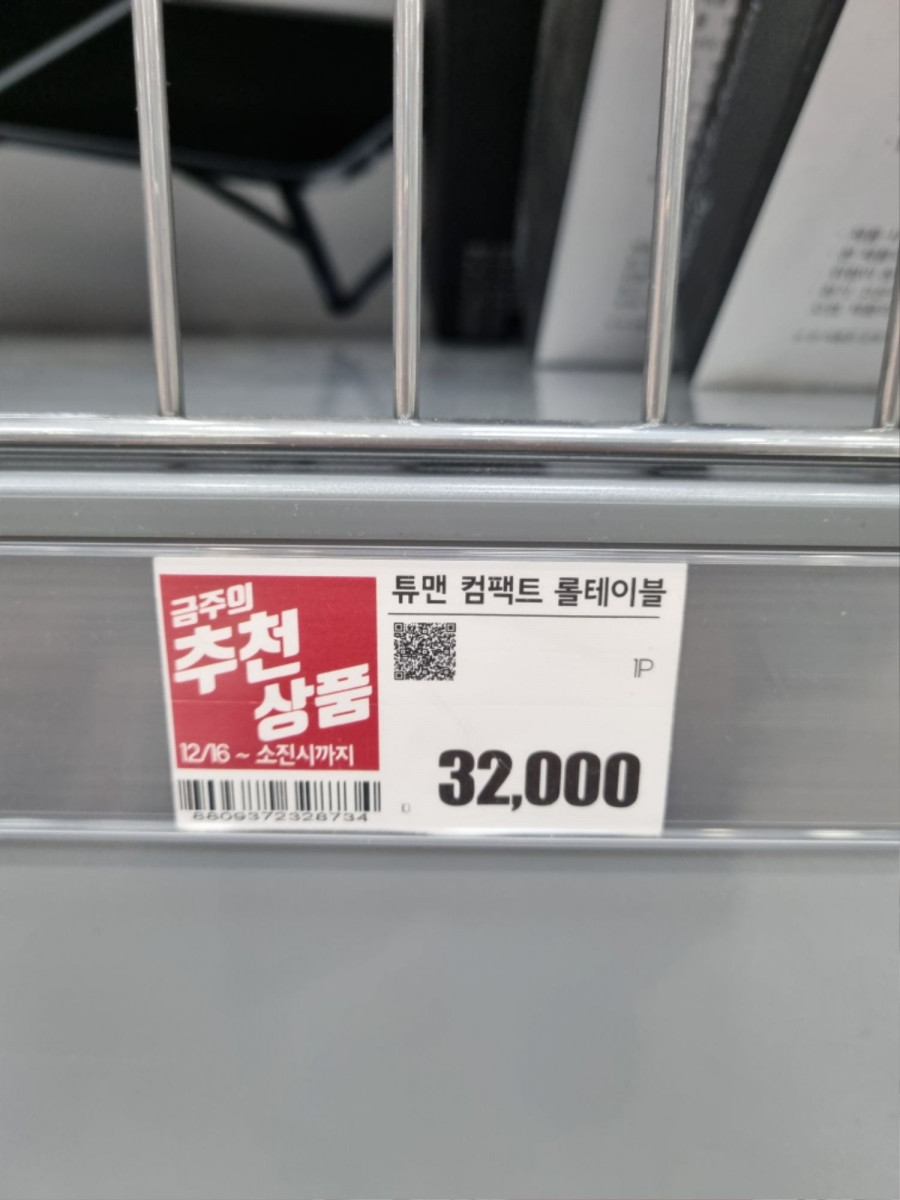 금주의
추천
상품
12/16 ~ 소진시까지
8809372328734
튜맨 컴팩트 롤테이블
1P
32,000